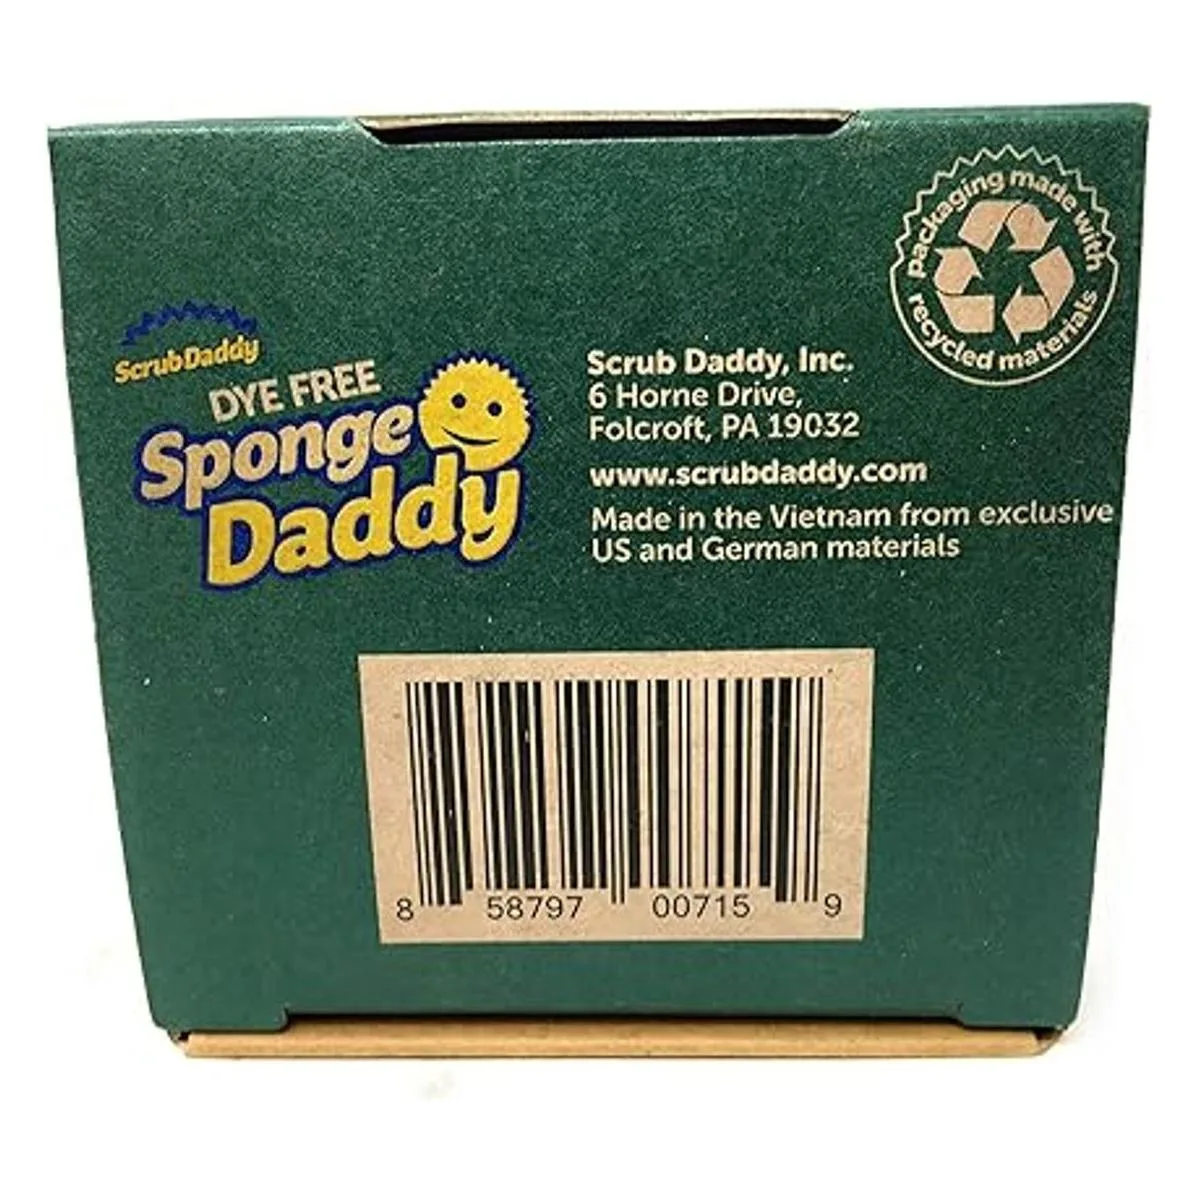 packaging made with
recycled materials
ScrubDaddy
DYE FREE
Sponge
Daddy
Scrub Daddy, Inc.
6 Horne Drive,
Folcroft, PA 19032
www.scrubdaddy.com
Made in the Vietnam from exclusive
US and German materials
8 58797 00715 9